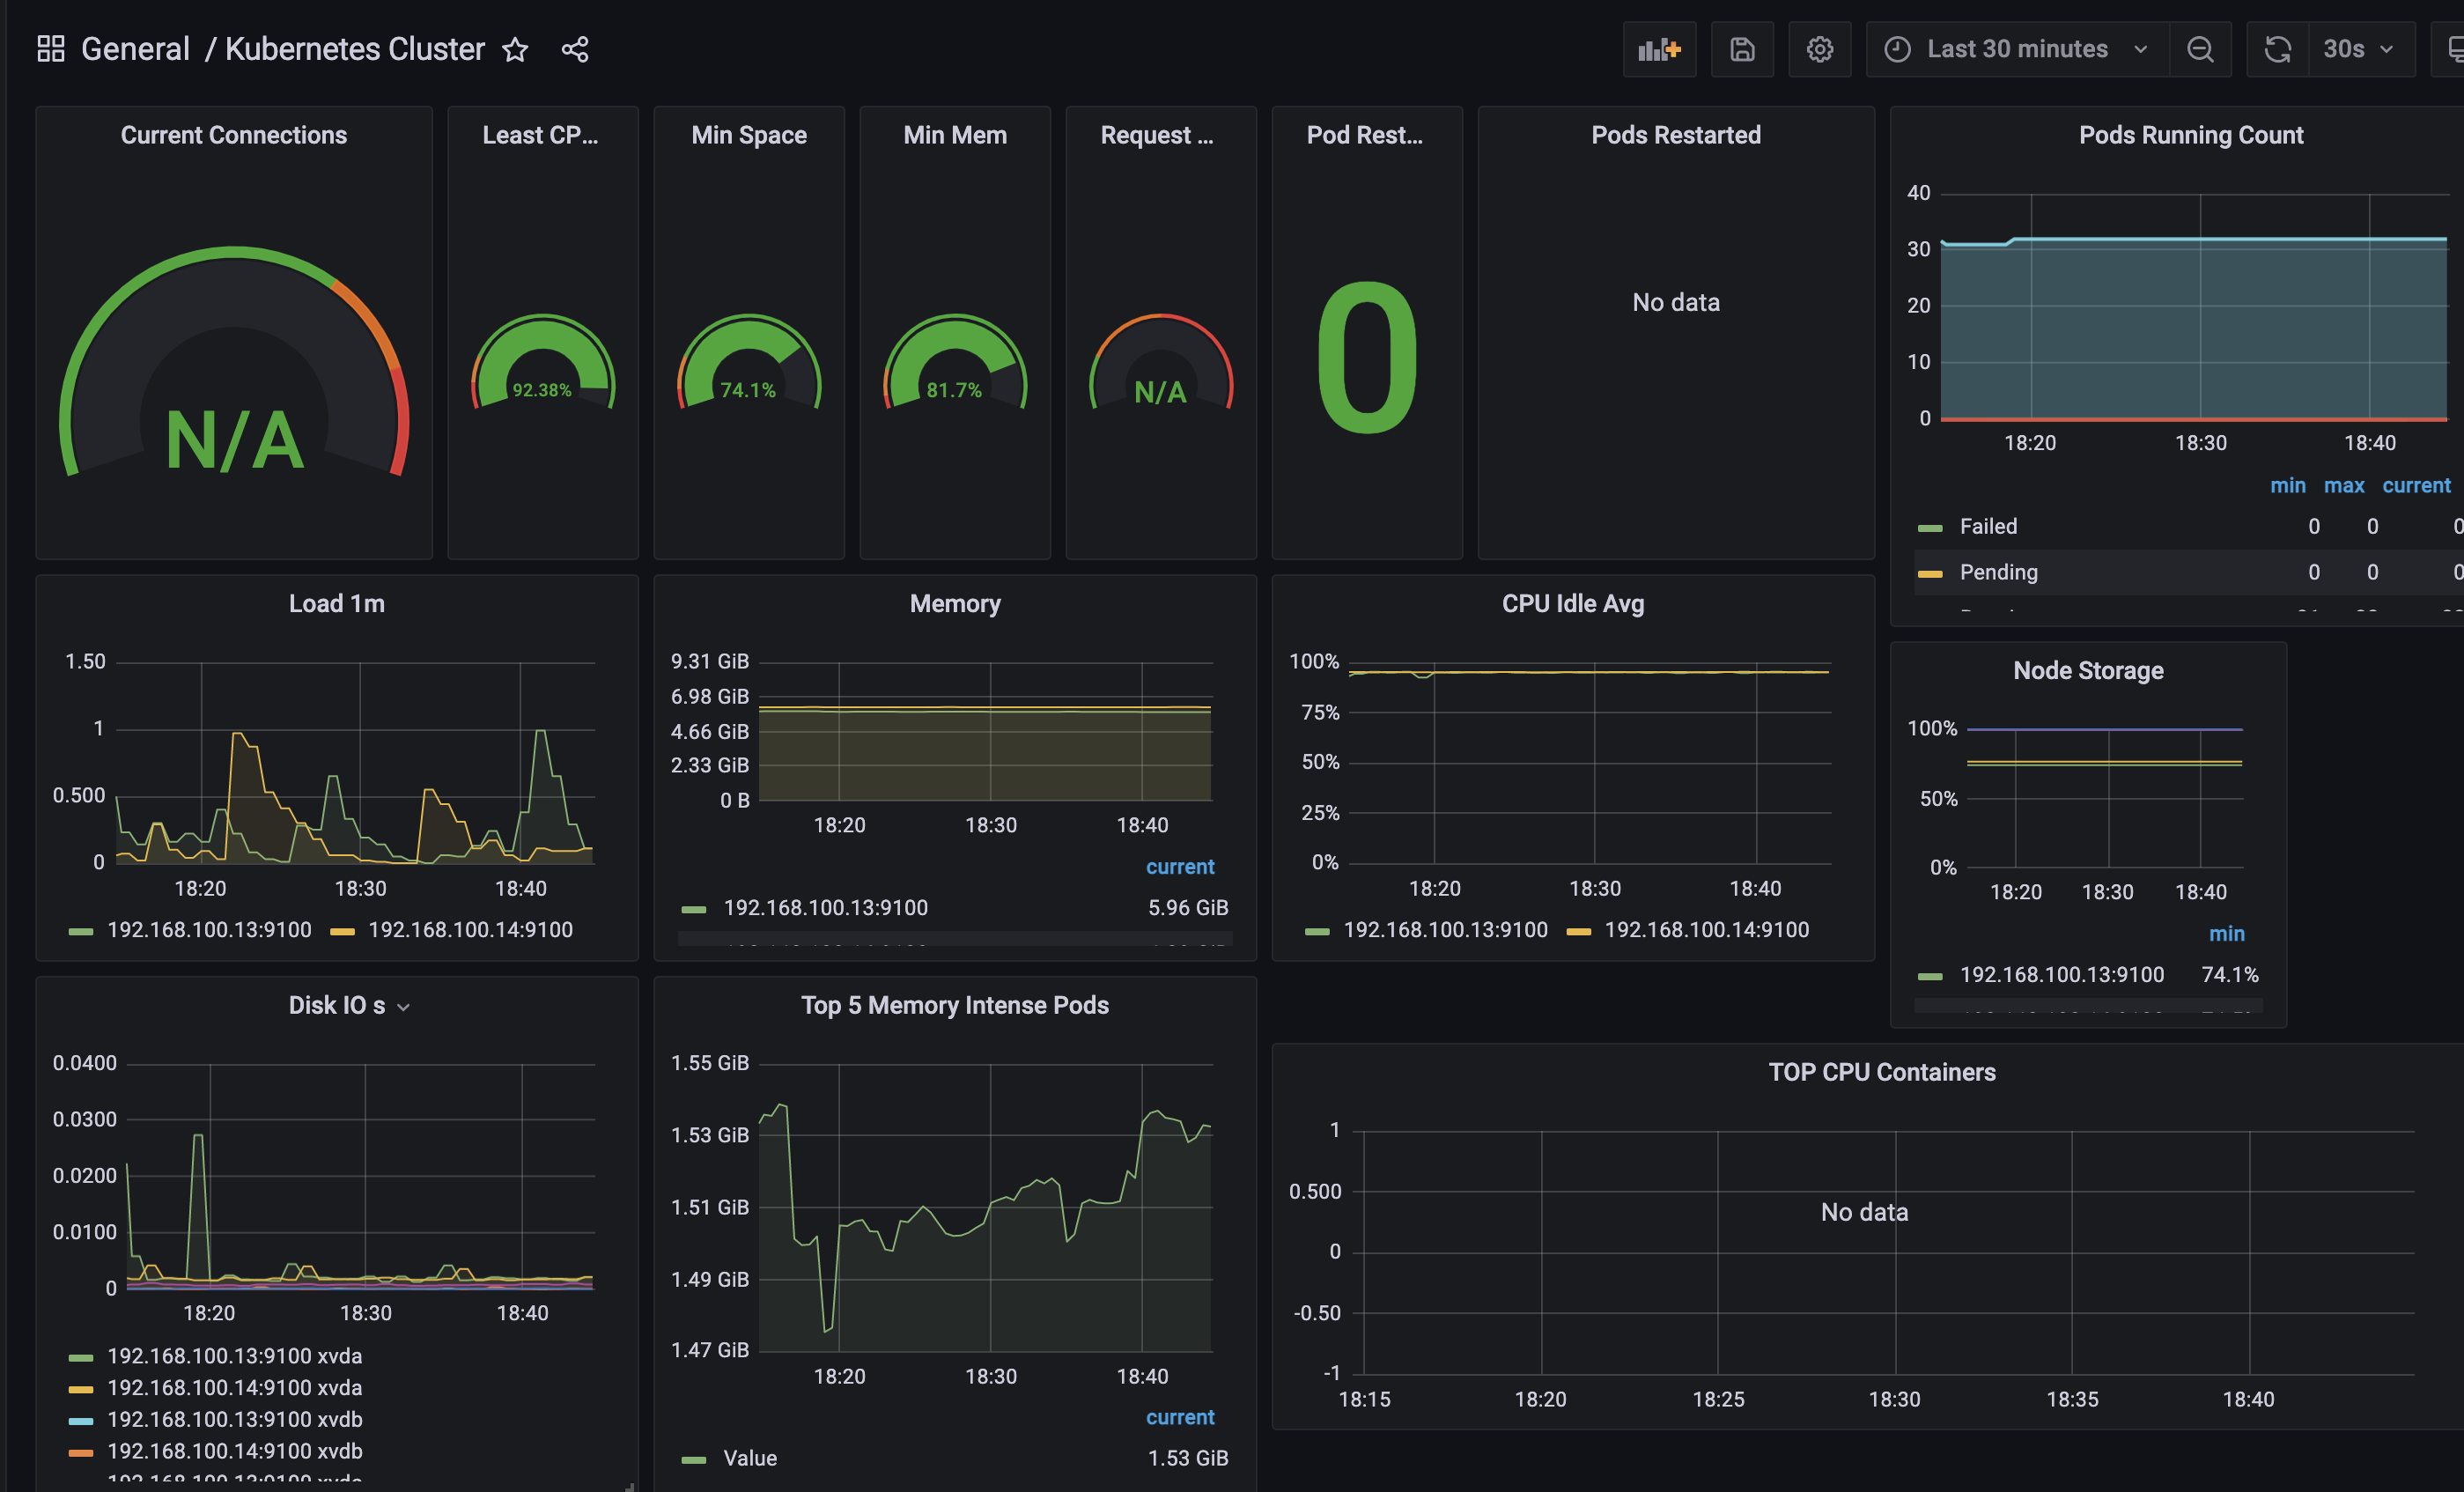 General / Kubernetes Cluster
Last 30 minutes
30s
Current Connections
N/A
Least CP...
92.38%
Min Space
74.1%
Min Mem
81.7%
Request ...
N/A
Pod Rest...
0
Pods Restarted
No data
Pods Running Count
40
30
20
10
0
18:20 18:30 18:40
min max current
Failed 0 0 0
Pending 0 0 0
Load 1m
1.50
1
0.500
0
18:20 18:30 18:40
192.168.100.13:9100 192.168.100.14:9100
Memory
9.31 GiB
6.98 GiB
4.66 GiB
2.33 GiB
0 B
18:20 18:30 18:40
current
192.168.100.13:9100 5.96 GiB
CPU Idle Avg
100%
75%
50%
25%
0%
18:20 18:30 18:40
192.168.100.13:9100 192.168.100.14:9100
Node Storage
100%
50%
0%
18:20 18:30 18:40
min
192.168.100.13:9100 74.1%
Disk IO s
0.0400
0.0300
0.0200
0.0100
0
18:20 18:30 18:40
192.168.100.13:9100 xvda
192.168.100.14:9100 xvda
192.168.100.13:9100 xvdb
192.168.100.14:9100 xvdb
Top 5 Memory Intense Pods
1.55 GiB
1.53 GiB
1.51 GiB
1.49 GiB
1.47 GiB
18:20 18:30 18:40
current
Value 1.53 GiB
TOP CPU Containers
1
0.500
0
-0.50
-1
No data
18:15 18:20 18:25 18:30 18:35 18:40